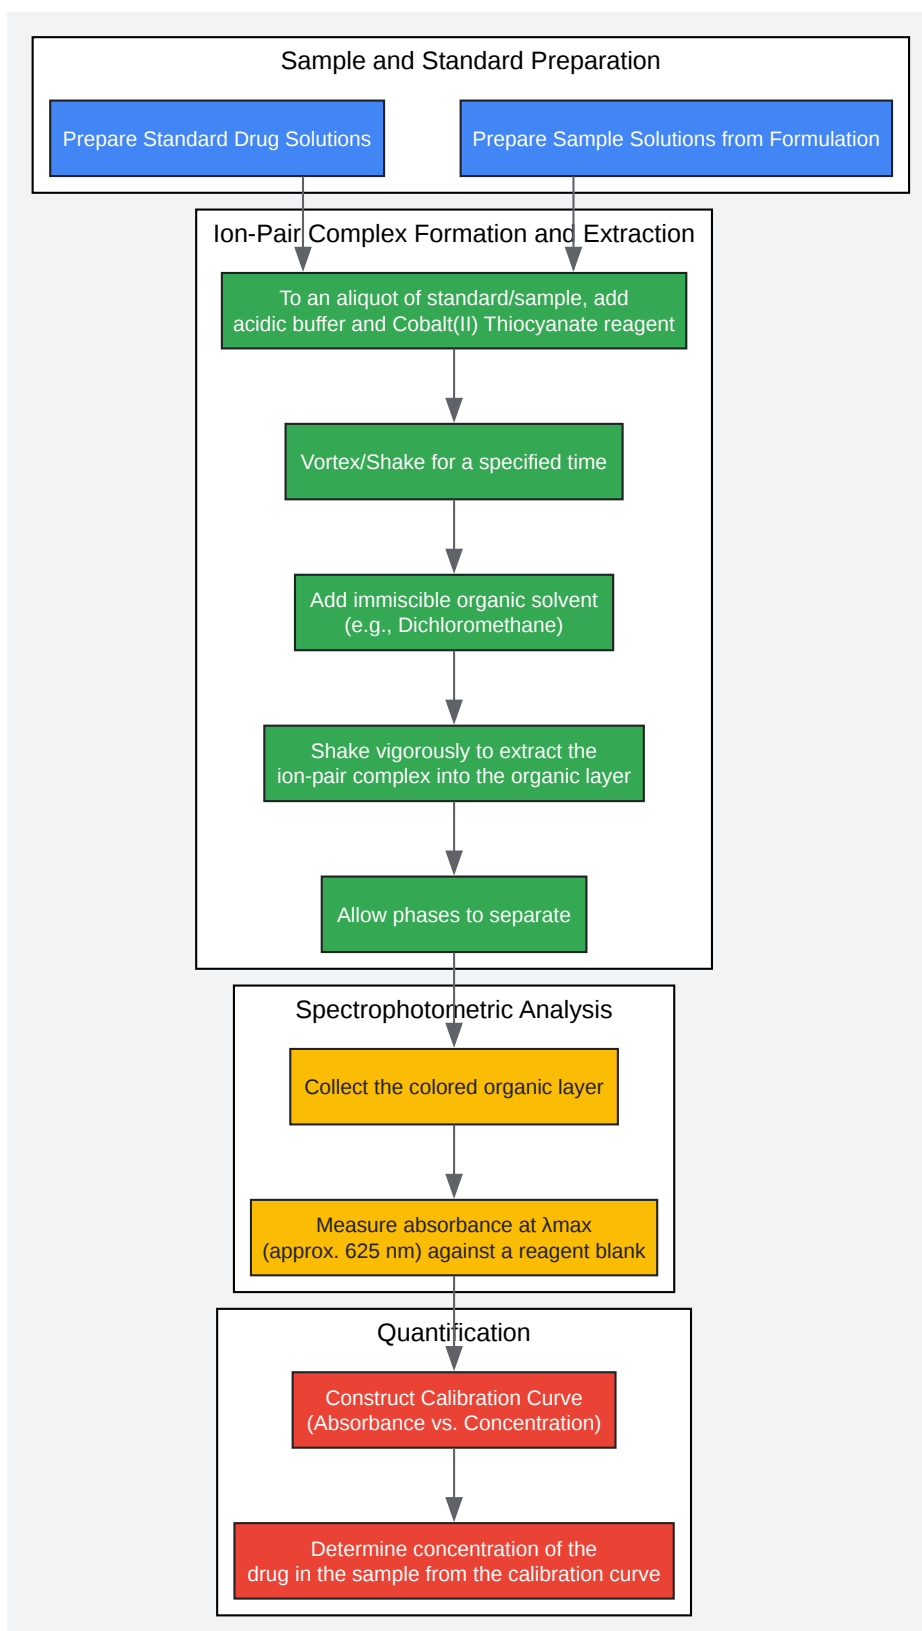 Sample and Standard Preparation
Prepare Standard Drug Solutions
Prepare Sample Solutions from Formulation
Ion-Pair Complex Formation and Extraction
To an aliquot of standard/sample, add
acidic buffer and Cobalt(II) Thiocyanate reagent
Vortex/Shake for a specified time
Add immiscible organic solvent
(e.g., Dichloromethane)
Shake vigorously to extract the
ion-pair complex into the organic layer
Allow phases to separate
Spectrophotometric Analysis
Collect the colored organic layer
Measure absorbance at λmax
(approx. 625 nm) against a reagent blank
Quantification
Construct Calibration Curve
(Absorbance vs. Concentration)
Determine concentration of the
drug in the sample from the calibration curve